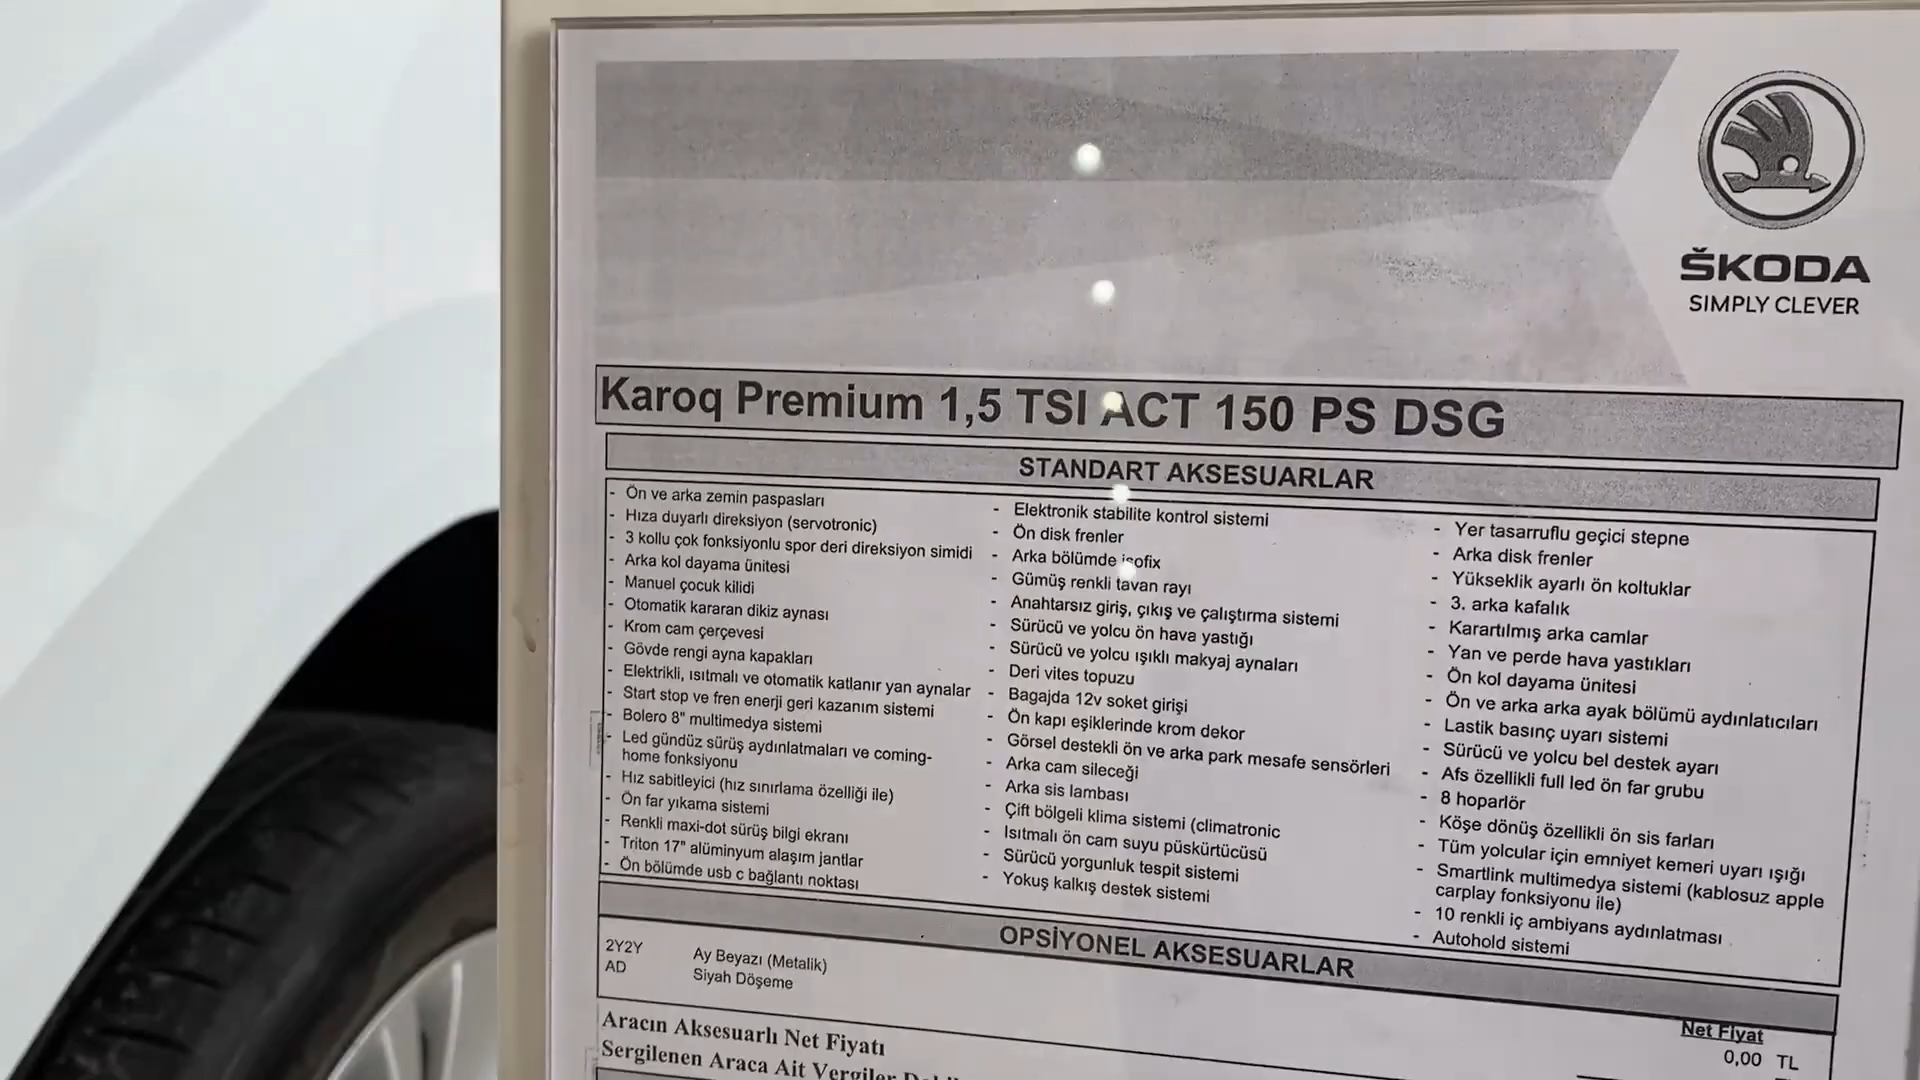 ŠKODA
SIMPLY CLEVER
Karoq Premium 1,5 TSI ACT 150 PS DSG
STANDART AKSESUARLAR
- Ön ve arka zemin paspasları
- Hıza duyarlı direksiyon (servotronic)
- 3 kollu çok fonksiyonlu spor deri direksiyon simidi
- Arka kol dayama ünitesi
- Manuel çocuk kilidi
- Otomatik kararan dikiz aynası
- Krom cam çerçevesi
- Gövde rengi ayna kapakları
- Elektrikli, ısıtmalı ve otomatik katlanır yan aynalar
- Start stop ve fren enerji geri kazanım sistemi
- Bolero 8" multimedya sistemi
- Led gündüz sürüş aydınlatmaları ve coming-
home fonksiyonu
- Hız sabitleyici (hız sınırlama özelliği ile)
- Ön far yıkama sistemi
- Renkli maxi-dot sürüş bilgi ekranı
- Triton 17" alüminyum alaşım jantlar
- Ön bölümde usb c bağlantı noktası
- Elektronik stabilite kontrol sistemi
- Ön disk frenler
- Arka bölümde isofix
- Gümüş renkli tavan rayı
- Anahtarsız giriş, çıkış ve çalıştırma sistemi
- Sürücü ve yolcu ön hava yastığı
- Sürücü ve yolcu ışıklı makyaj aynaları
- Deri vites topuzu
- Bagajda 12v soket girişi
- Ön kapı eşiklerinde krom dekor
- Görsel destekli ön ve arka park mesafe sensörleri
- Arka cam sileceği
- Arka sis lambası
- Çift bölgeli klima sistemi (climatronic
- Isıtmalı ön cam suyu püskürtücüsü
- Sürücü yorgunluk tespit sistemi
- Yokuş kalkış destek sistemi
- Yer tasarruflu geçici stepne
- Arka disk frenler
- Yükseklik ayarlı ön koltuklar
- 3. arka kafalık
- Karartılmış arka camlar
- Yan ve perde hava yastıkları
- Ön kol dayama ünitesi
- Ön ve arka arka ayak bölümü aydınlatıcıları
- Lastik basınç uyarı sistemi
- Sürücü ve yolcu bel destek ayarı
- Afs özellikli full led ön far grubu
- 8 hoparlör
- Köşe dönüş özellikli ön sis farları
- Tüm yolcular için emniyet kemeri uyarı ışığı
- Smartlink multimedya sistemi (kablosuz apple
carplay fonksiyonu ile)
- 10 renkli iç ambiyans aydınlatması
- Autohold sistemi
OPSİYONEL AKSESUARLAR
2Y2Y Ay Beyazı (Metalik)
AD Siyah Döşeme
Net Fiyat
Aracın Aksesuarlı Net Fiyatı 0,00 TL
Sergilenen Araca Ait Vergiler